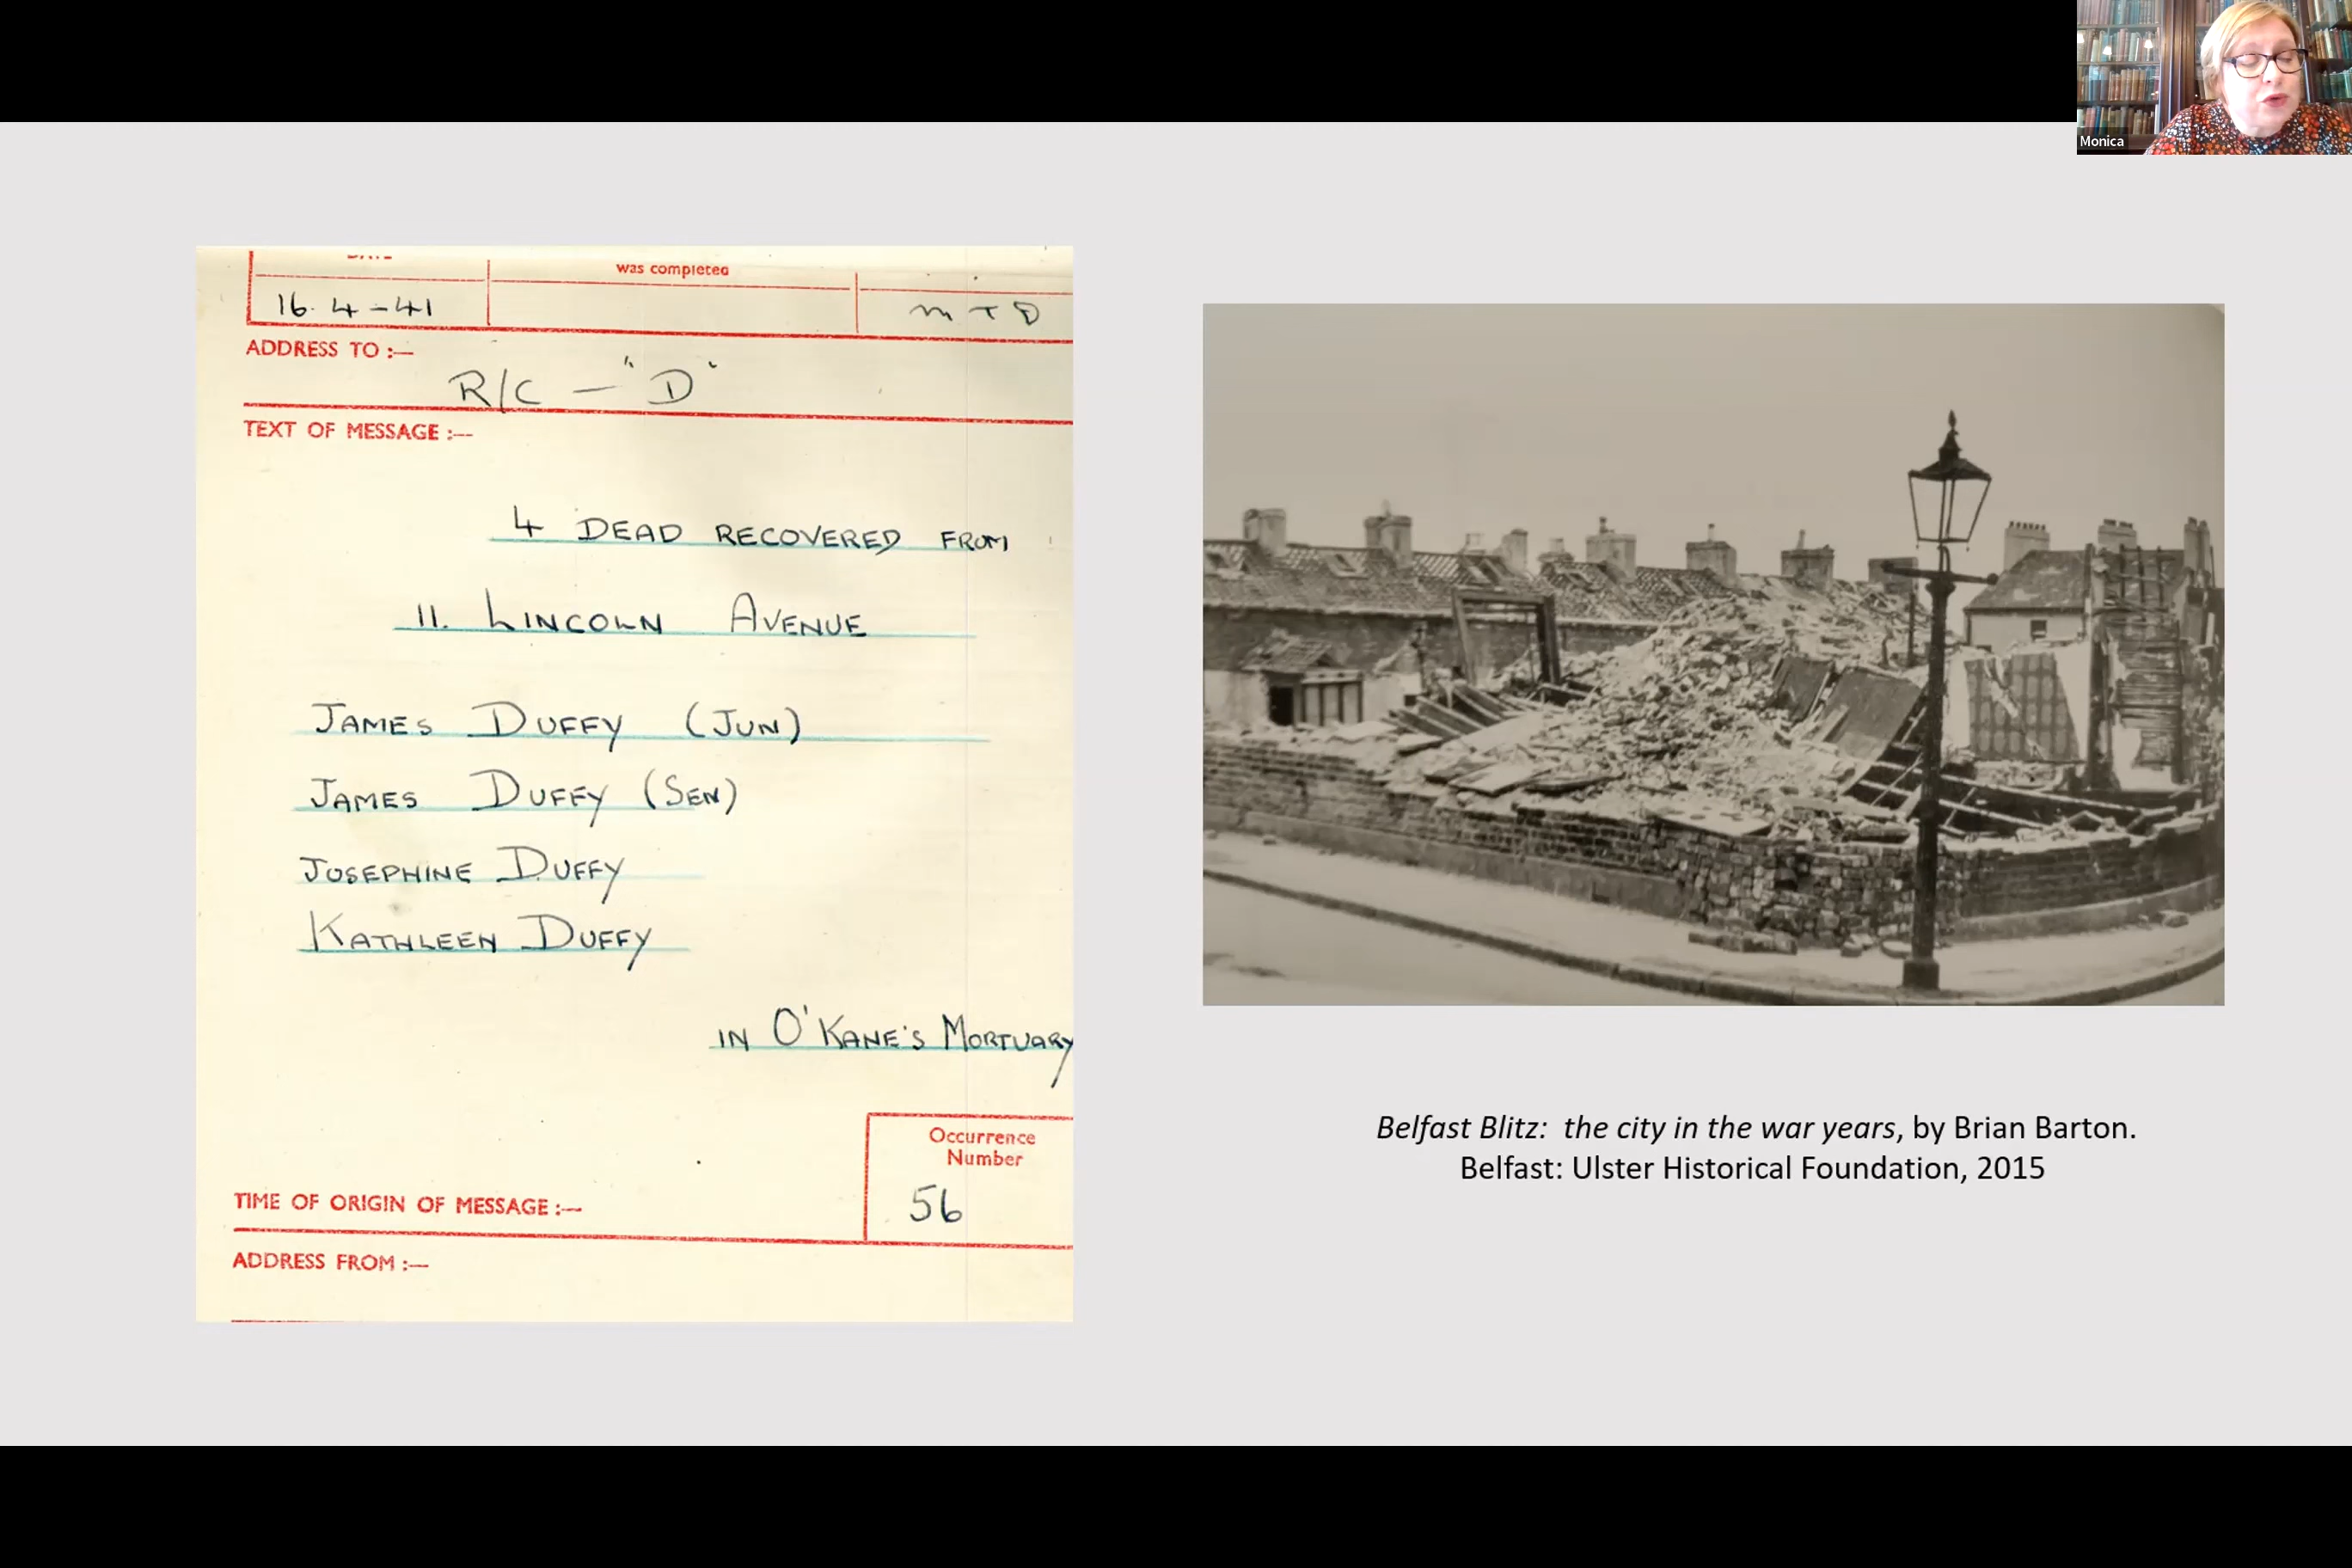 Monica
was completed
16.4-41
M T D
ADDRESS TO :—
R/C — "D"
TEXT OF MESSAGE :—
4 DEAD RECOVERED FROM
11. LINCOLN AVENUE
JAMES DUFFY (JUN)
JAMES DUFFY (SEN)
JOSEPHINE DUFFY
KATHLEEN DUFFY
IN O'KANE'S MORTUARY
Occurrence
Number
56
TIME OF ORIGIN OF MESSAGE :—
ADDRESS FROM :—
Belfast Blitz: the city in the war years, by Brian Barton.
Belfast: Ulster Historical Foundation, 2015